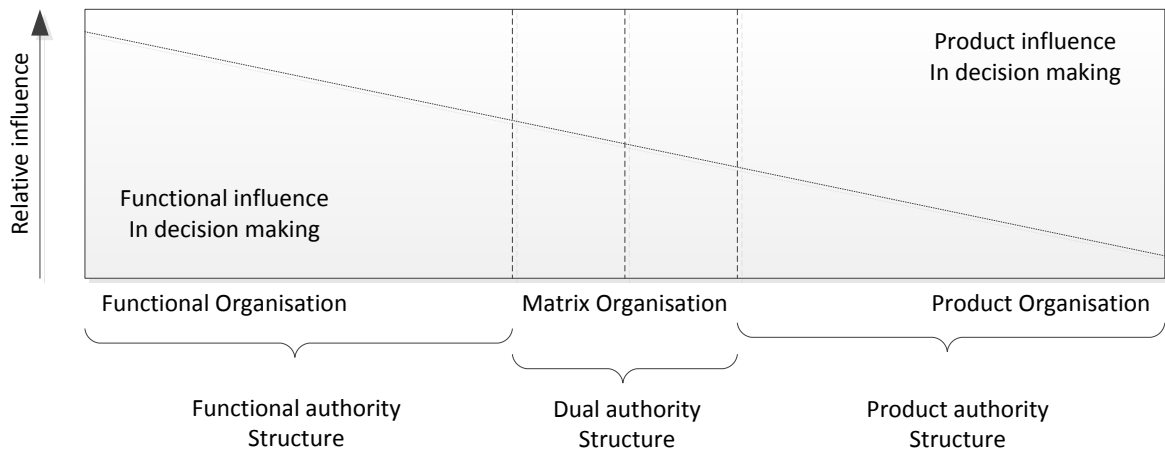 Relative influence
Product influence
In decision making
Functional influence
In decision making
Functional Organisation
Matrix Organisation
Product Organisation
Functional authority
Structure
Dual authority
Structure
Product authority
Structure